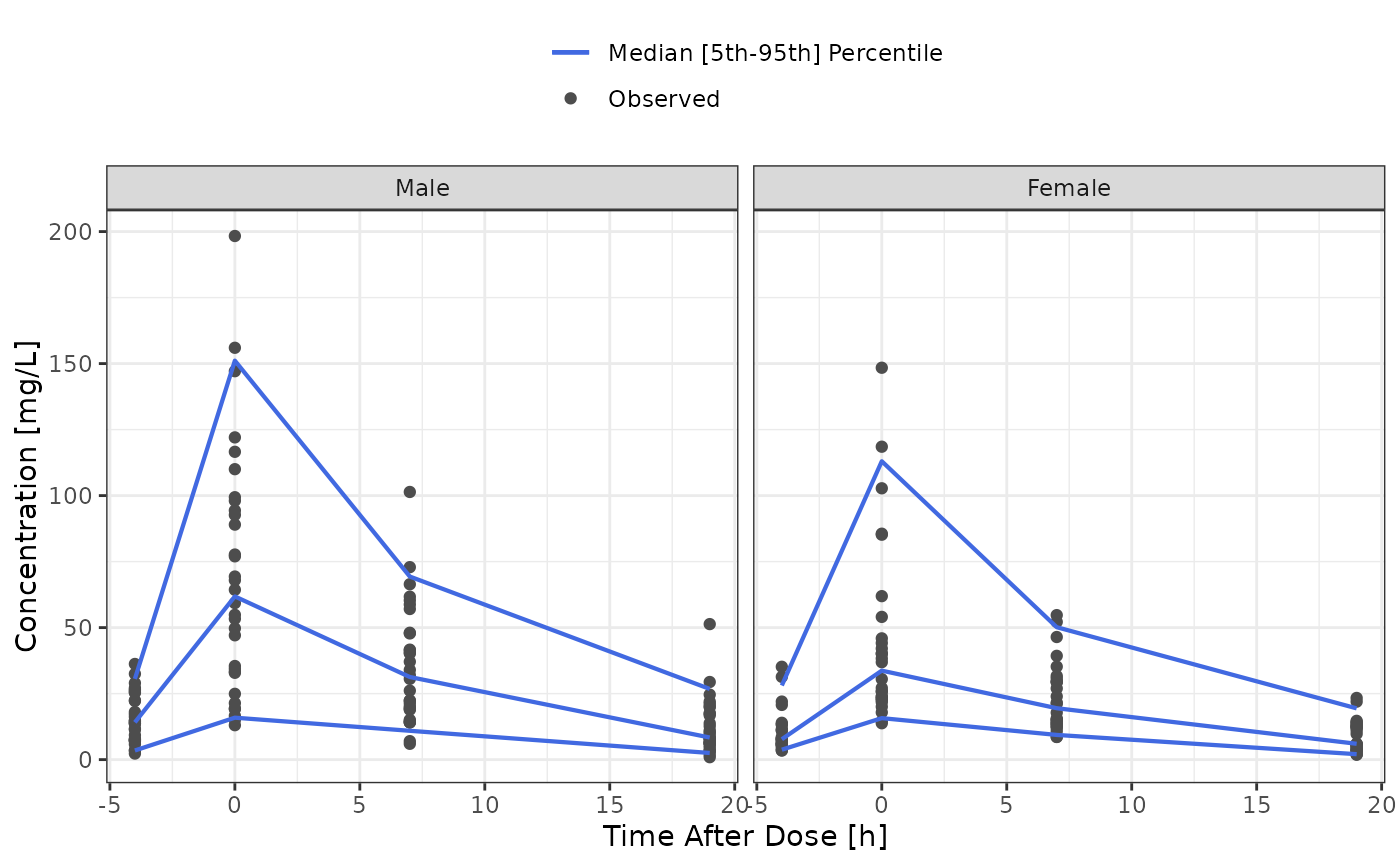 Median [5th-95th] Percentile
Observed
Male
Female
Concentration [mg/L]
200
150
100
50
0
-5 0 5 10 15 20
-5 0 5 10 15 20
Time After Dose [h]